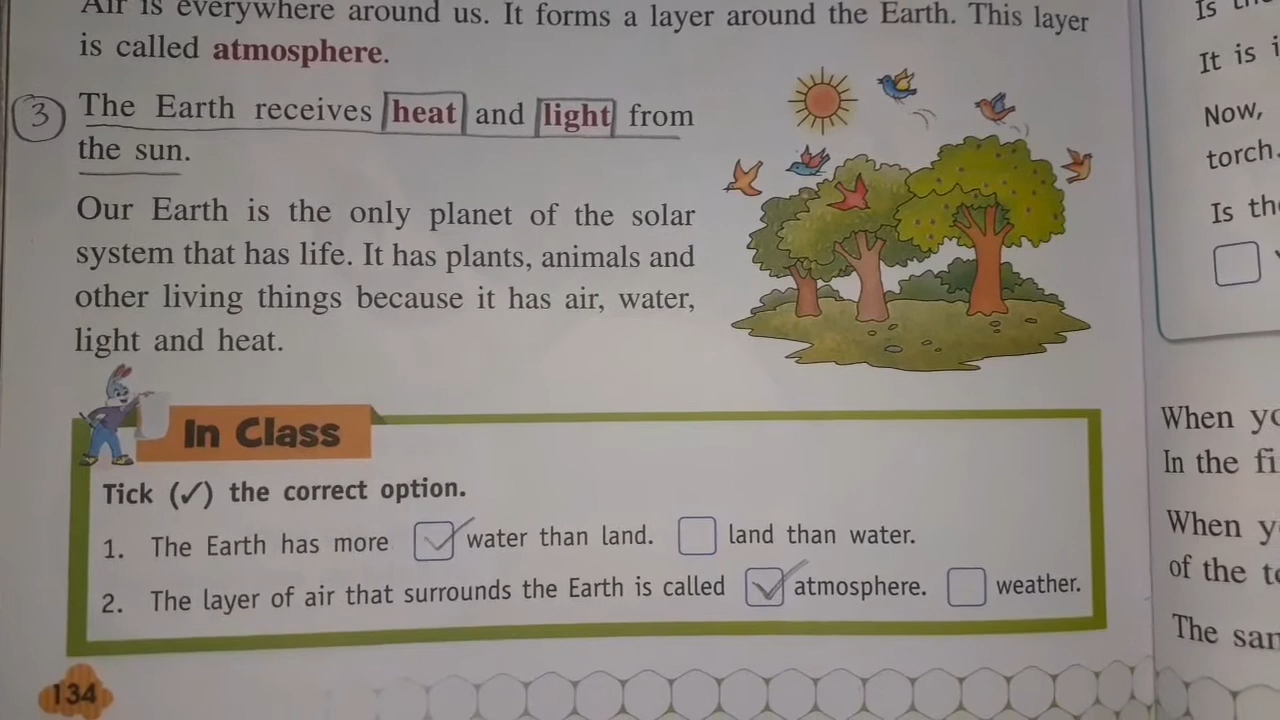 Air is everywhere around us. It forms a layer around the Earth. This layer
is called atmosphere.
3 The Earth receives heat and light from
the sun.
Our Earth is the only planet of the solar
system that has life. It has plants, animals and
other living things because it has air, water,
light and heat.
In Class
Tick (✓) the correct option.
1. The Earth has more ✓ water than land. land than water.
2. The layer of air that surrounds the Earth is called ✓ atmosphere. weather.
134
Is
It is
Now,
torch.
Is
When
In the
When
of the
The